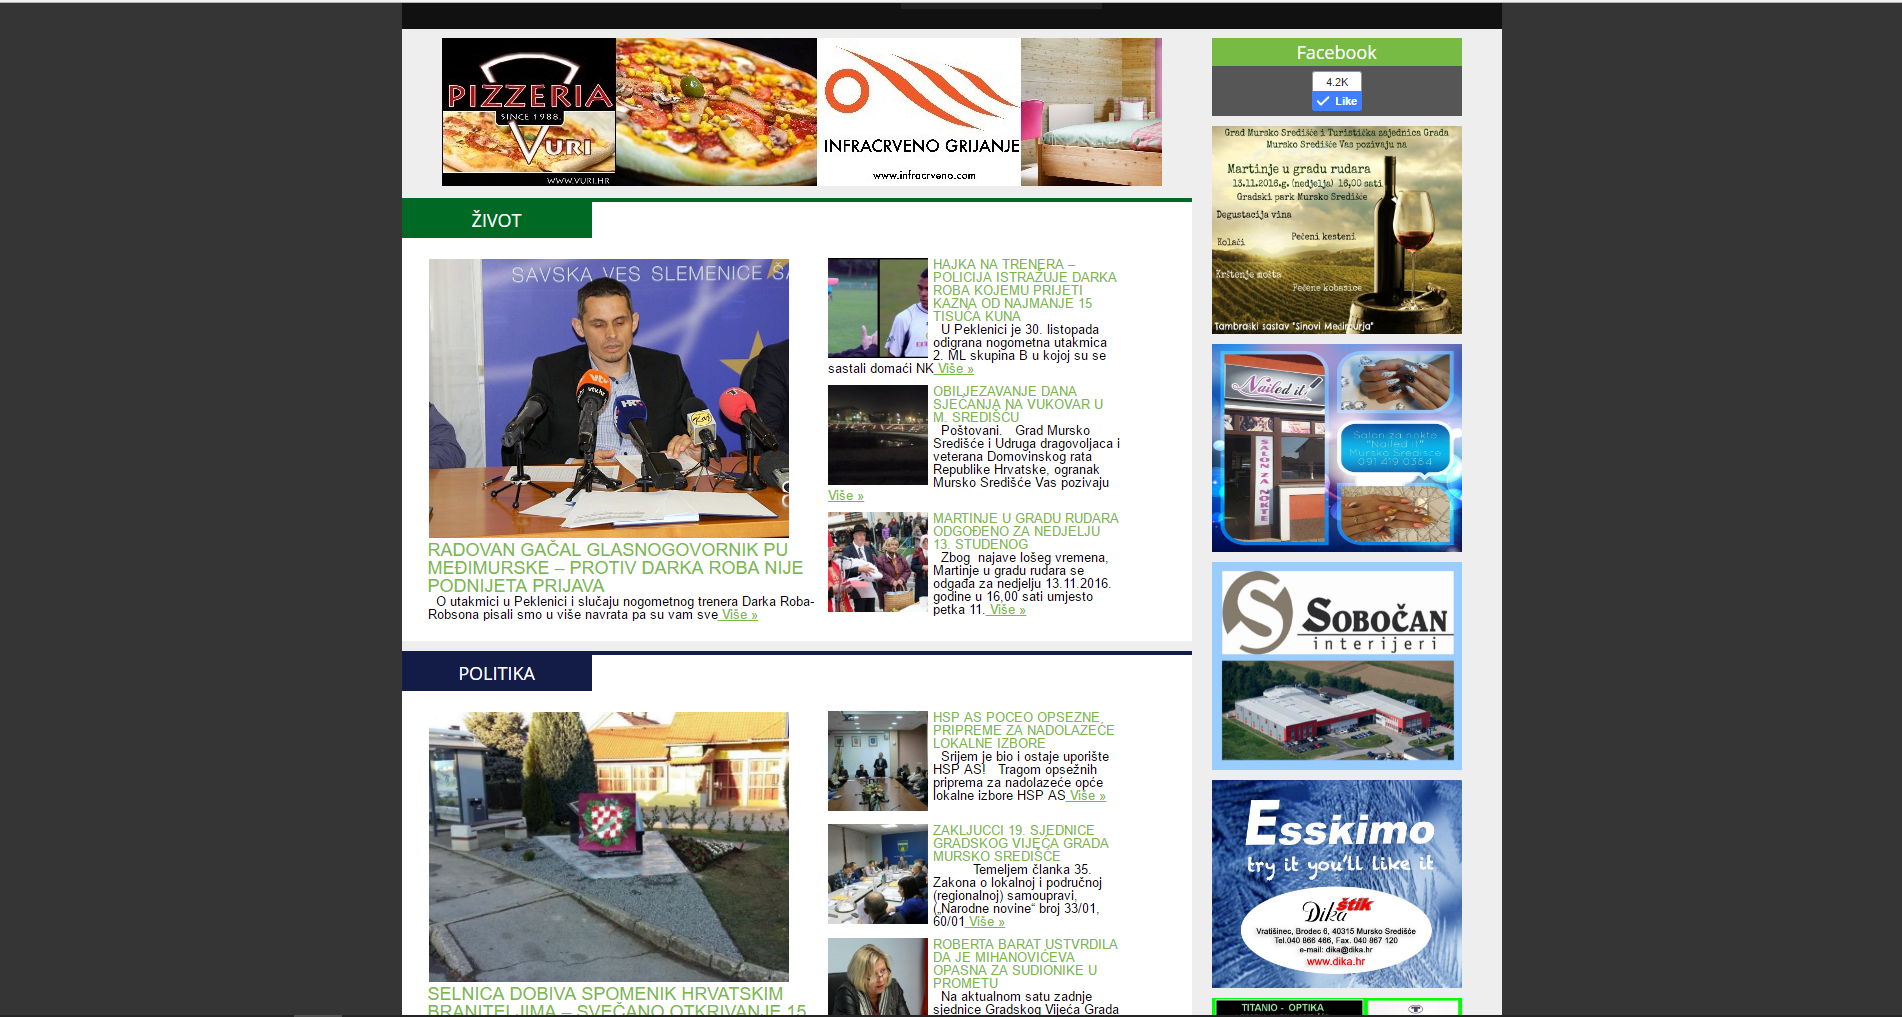 PIZZERIA
SINCE 1988.
VURI
WWW.VURI.HR
INFRACRVENO GRIJANJE
www.infracrveno.com
ŽIVOT
SAVSKA VES SLEMENICE
RADOVAN GAČAL GLASNOGOVORNIK PU
MEĐIMURSKE – PROTIV DARKA ROBA NIJE
PODNIJETA PRIJAVA
O utakmici u Peklenici i slučaju nogometnog trenera Darka Roba-
Robsona pisali smo u više navrata pa su vam sve Više »
HAJKA NA TRENERA –
POLICIJA ISTRAŽUJE DARKA
ROBA KOJEMU PRIJETI
KAZNA OD NAJMANJE 15
TISUĆA KUNA
U Peklenici je 30. listopada
odigrana nogometna utakmica
2. ML skupina B u kojoj su se
sastali domaći NK Više »
OBILJEZAVANJE DANA
SJEĆANJA NA VUKOVAR U
M. SREDIŠĆU
Poštovani. Grad Mursko
Središće i Udruga dragovoljaca i
veterana Domovinskog rata
Republike Hrvatske, ogranak
Mursko Središće Vas pozivaju
Više »
MARTINJE U GRADU RUDARA
ODGOĐENO ZA NEDJELJU
13. STUDENOG
Zbog najave lošeg vremena,
Martinje u gradu rudara se
odgađa za nedjelju 13.11.2016.
godine u 16,00 sati umjesto
petka 11. Više »
POLITIKA
SELNICA DOBIVA SPOMENIK HRVATSKIM
BRANITELJIMA – SVEČANO OTKRIVANJE 15
HSP AS POCEO OPSEZNE
PRIPREME ZA NADOLAZEĆE
LOKALNE IZBORE
Srijem je bio i ostaje uporište
HSP AS! Tragom opsežnih
priprema za nadolazeće opće
lokalne izbore HSP AS Više »
ZAKLJUCCI 19. SJEDNICE
GRADSKOG VIJEĆA GRADA
MURSKO SREDIŠĆE
Temeljem članka 35.
Zakona o lokalnoj i područnoj
(regionalnoj) samoupravi,
(„Narodne novine“ broj 33/01,
60/01 Više »
ROBERTA BARAT USTVRDILA
DA JE MIHANOVIĆEVA
OPASNA ZA SUDIONIKE U
PROMETU
Na aktualnom satu zadnje
sjednice Gradskog Vijeća Grada
Facebook
4.2K
Like
Grad Mursko Središće i Turistička zajednica Grada
Mursko Središće Vas pozivaju na
Martinje u gradu rudara
13.11.2016.g. (nedjelja) 16,00 sati
Gradski park Mursko Središće
Degustacija vina
Pečeni kesteni
Kolači
Krštenje mošta
Pečene kobasice
Tambraški sastav "Sinovi Međimurja"
Nailed it!
SALON ZA NOKTE
Salon za nokte
"Nailed it"
Mursko Središće
091 419 0364
SOBOČAN
interijeri
Esskimo
try it you'll like it
Dika štik
Vratišinec, Brodec 6, 40315 Mursko Središće
Tel.040 866 466, Fax. 040 867 120
e-mail: dika@dika.hr
www.dika.hr
TITANIO - OPTIKA